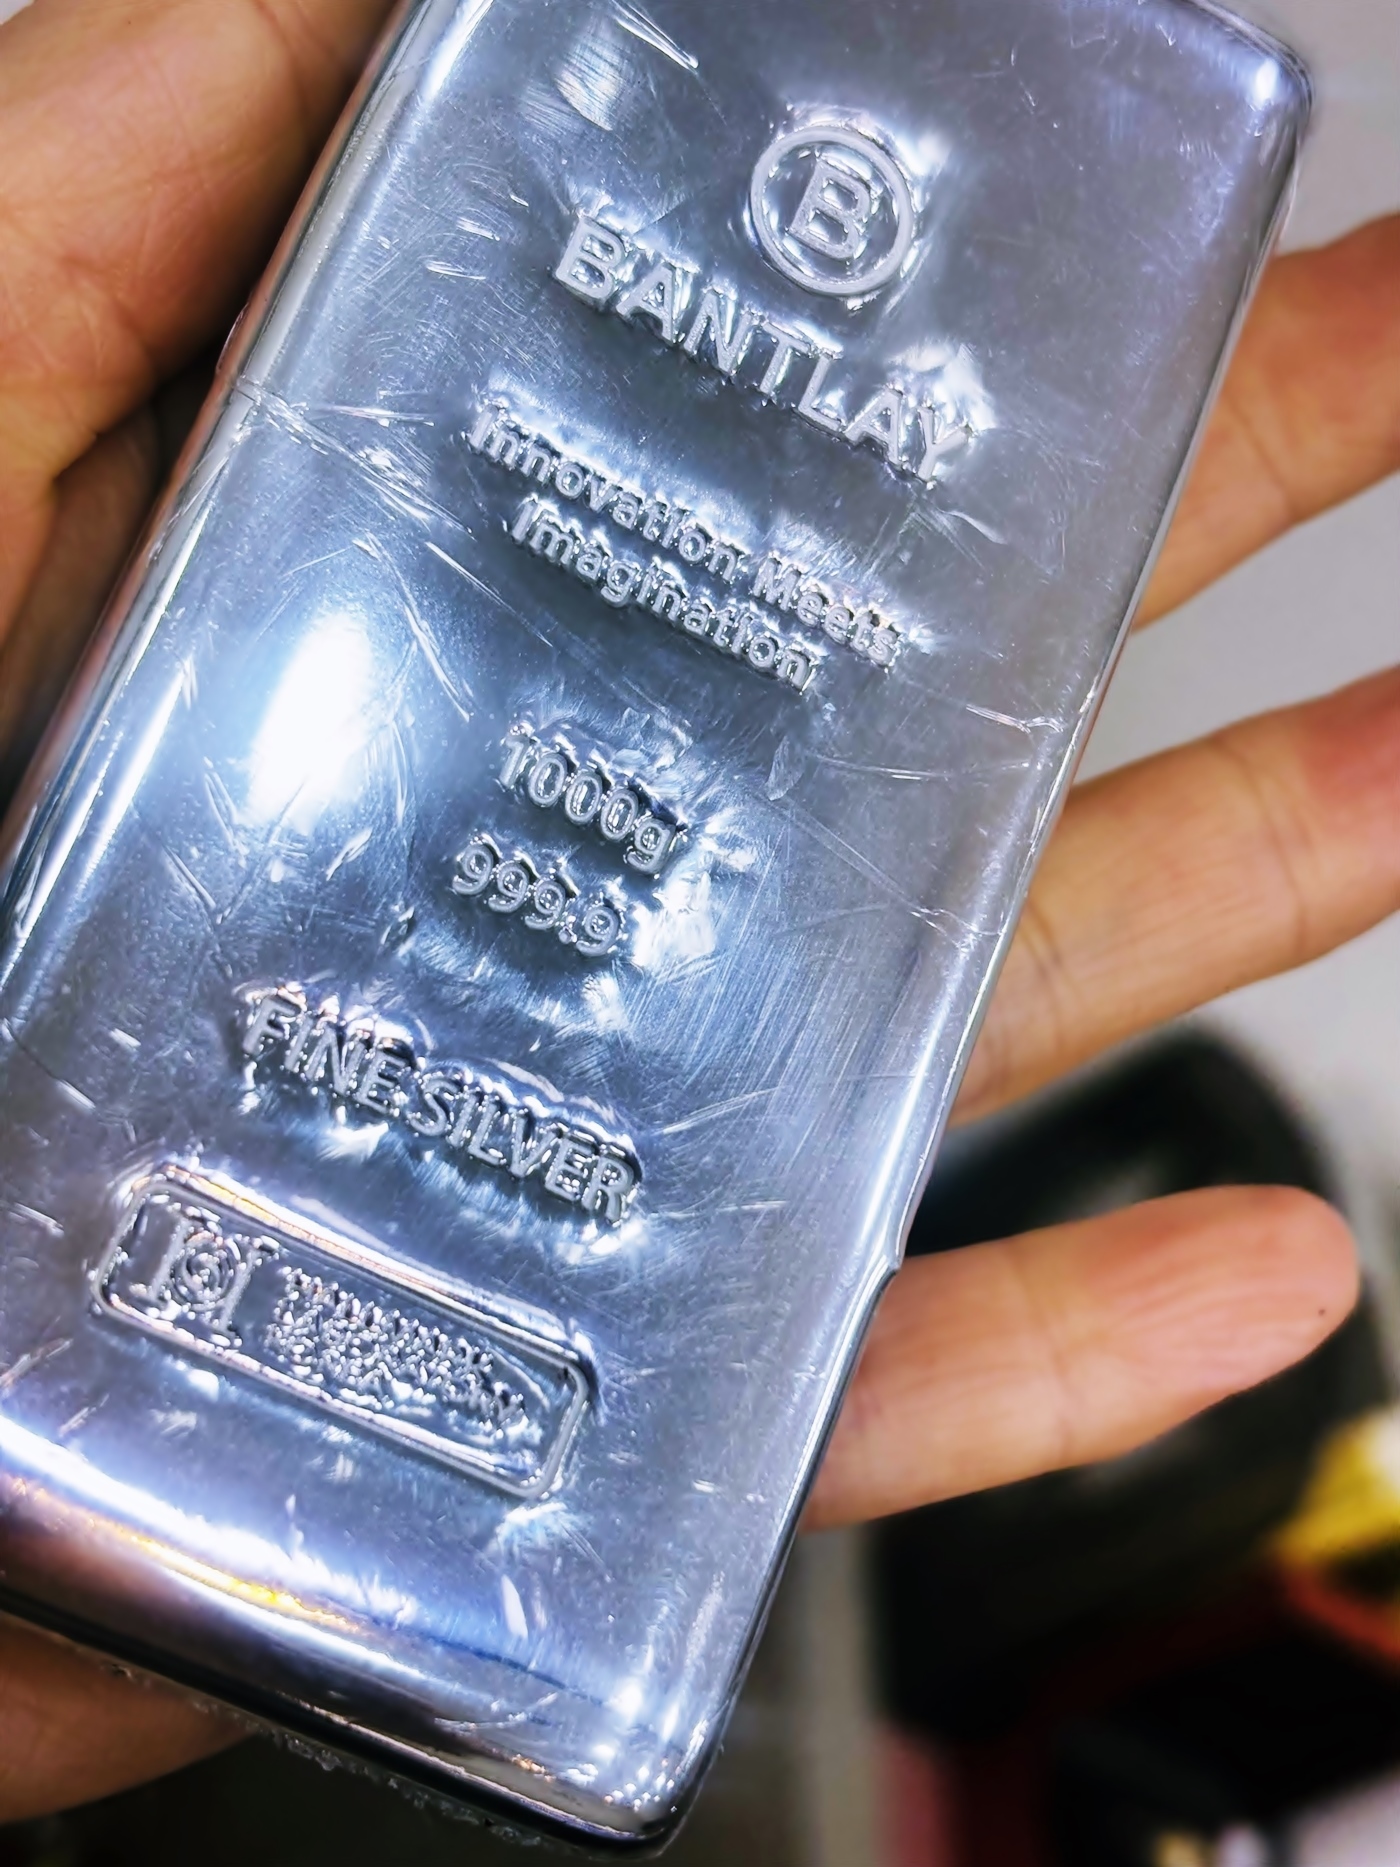 B
BANTLAY
Innovation Meets
Imagination
1000g
999.9
FINE SILVER